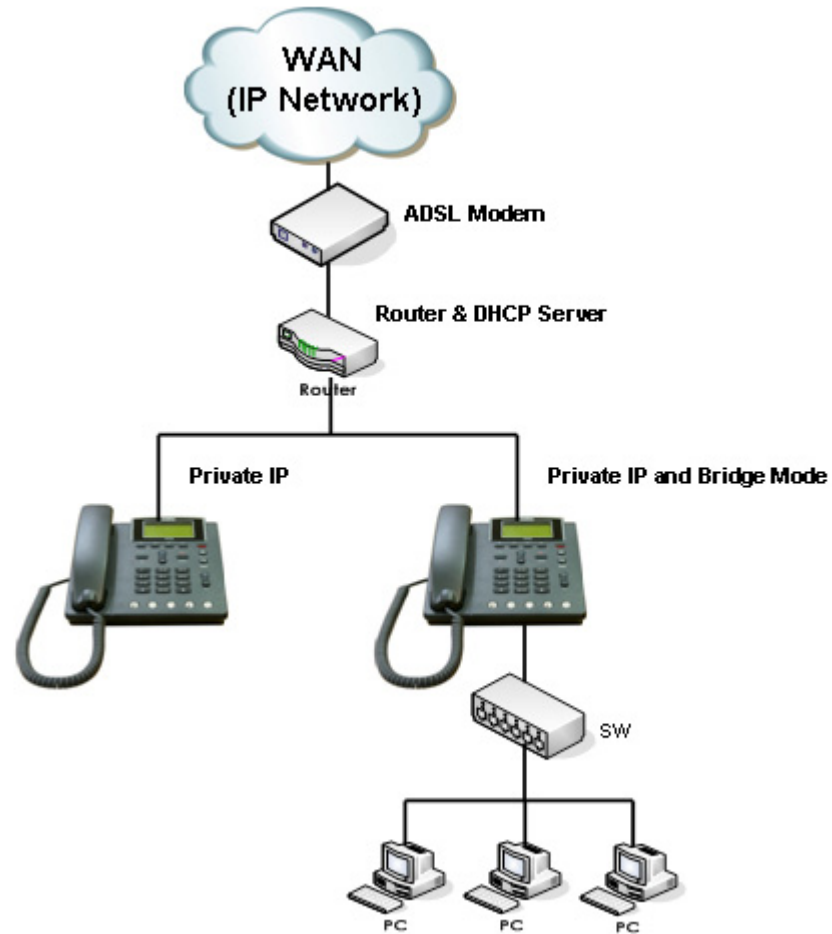 WAN
(IP Network)
ADSL Modem
Router & DHCP Server
Router
Private IP
Private IP and Bridge Mode
SW
PC
PC
PC